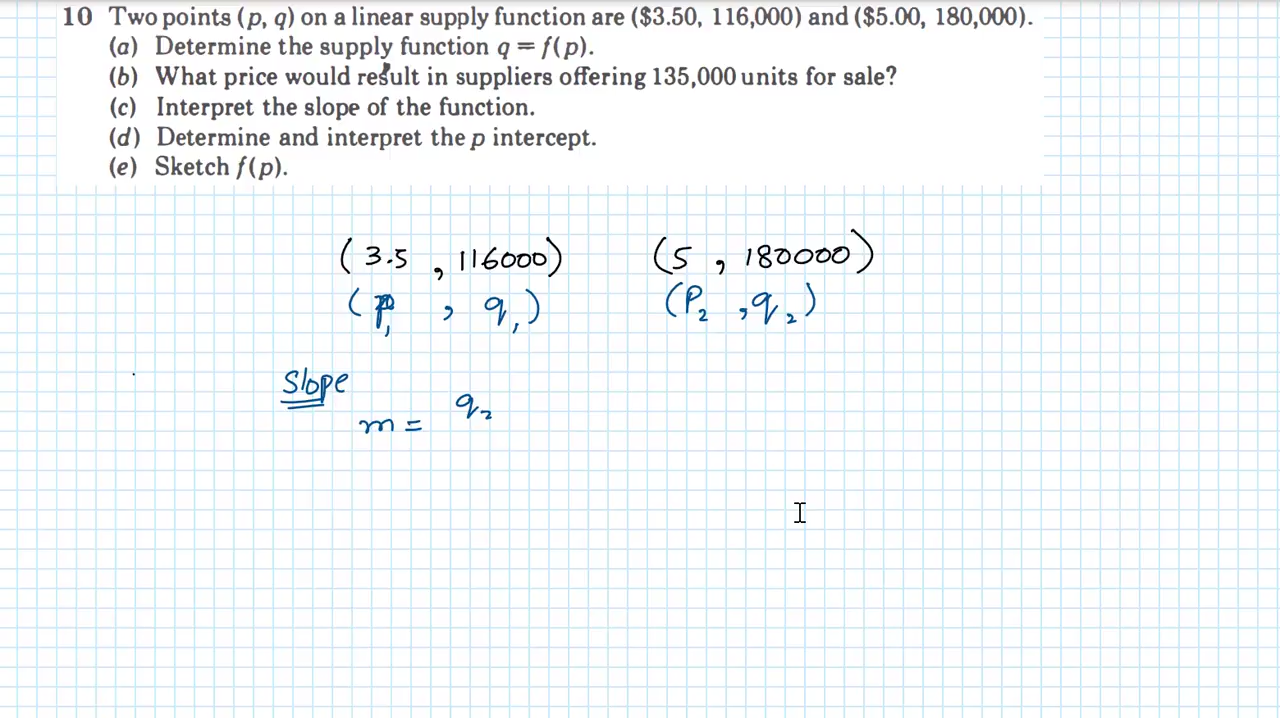 10 Two points (p, q) on a linear supply function are ($3.50, 116,000) and ($5.00, 180,000).
(a) Determine the supply function q = f(p).
(b) What price would result in suppliers offering 135,000 units for sale?
(c) Interpret the slope of the function.
(d) Determine and interpret the p intercept.
(e) Sketch f(p).
(3.5 , 116000) (5 , 180000)
(p₁ , q₁) (P₂ , q₂)
Slope
m = q₂